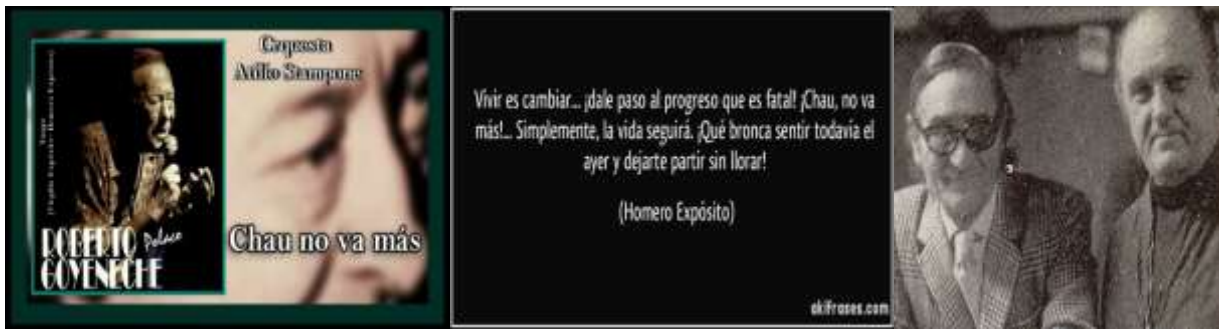 Orquesta
Atilio Stampone
ROBERTO Polaco
GOYENECHE
Chau no va más
Vivir es cambiar... ¡dale paso al progreso que es fatal! ¡Chau, no va
más!... Simplemente, la vida seguirá. ¡Qué bronca sentir todavía el
ayer y dejarte partir sin llorar!
(Homero Expósito)
akifrases.com